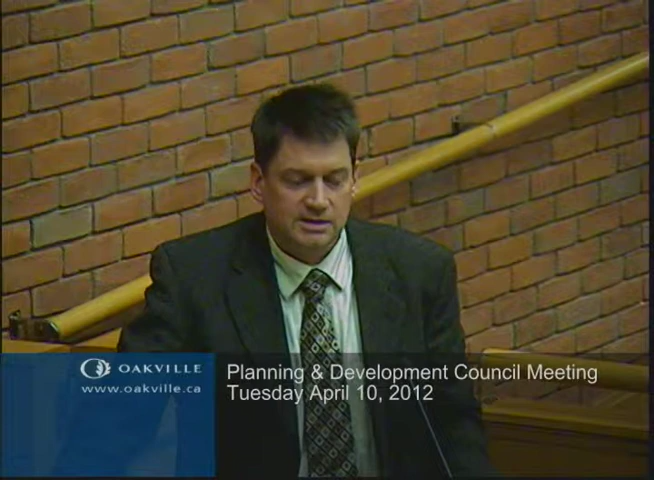 OAKVILLE
www.oakville.ca
Planning & Development Council Meeting
Tuesday April 10, 2012